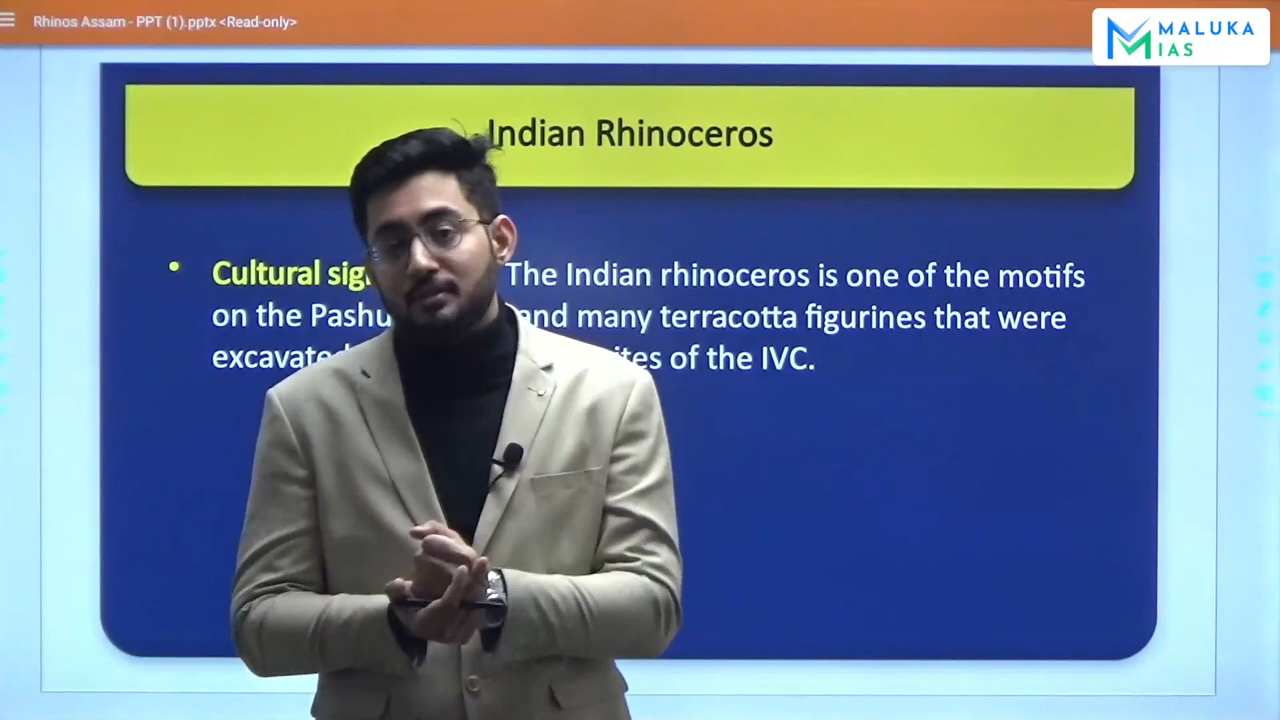 Rhinos Assam - PPT (1).pptx <Read-only>
MALUKA
IAS
Indian Rhinoceros
• Cultural The Indian rhinoceros is one of the motifs
on the and many terracotta figurines that were
excavated of the IVC.